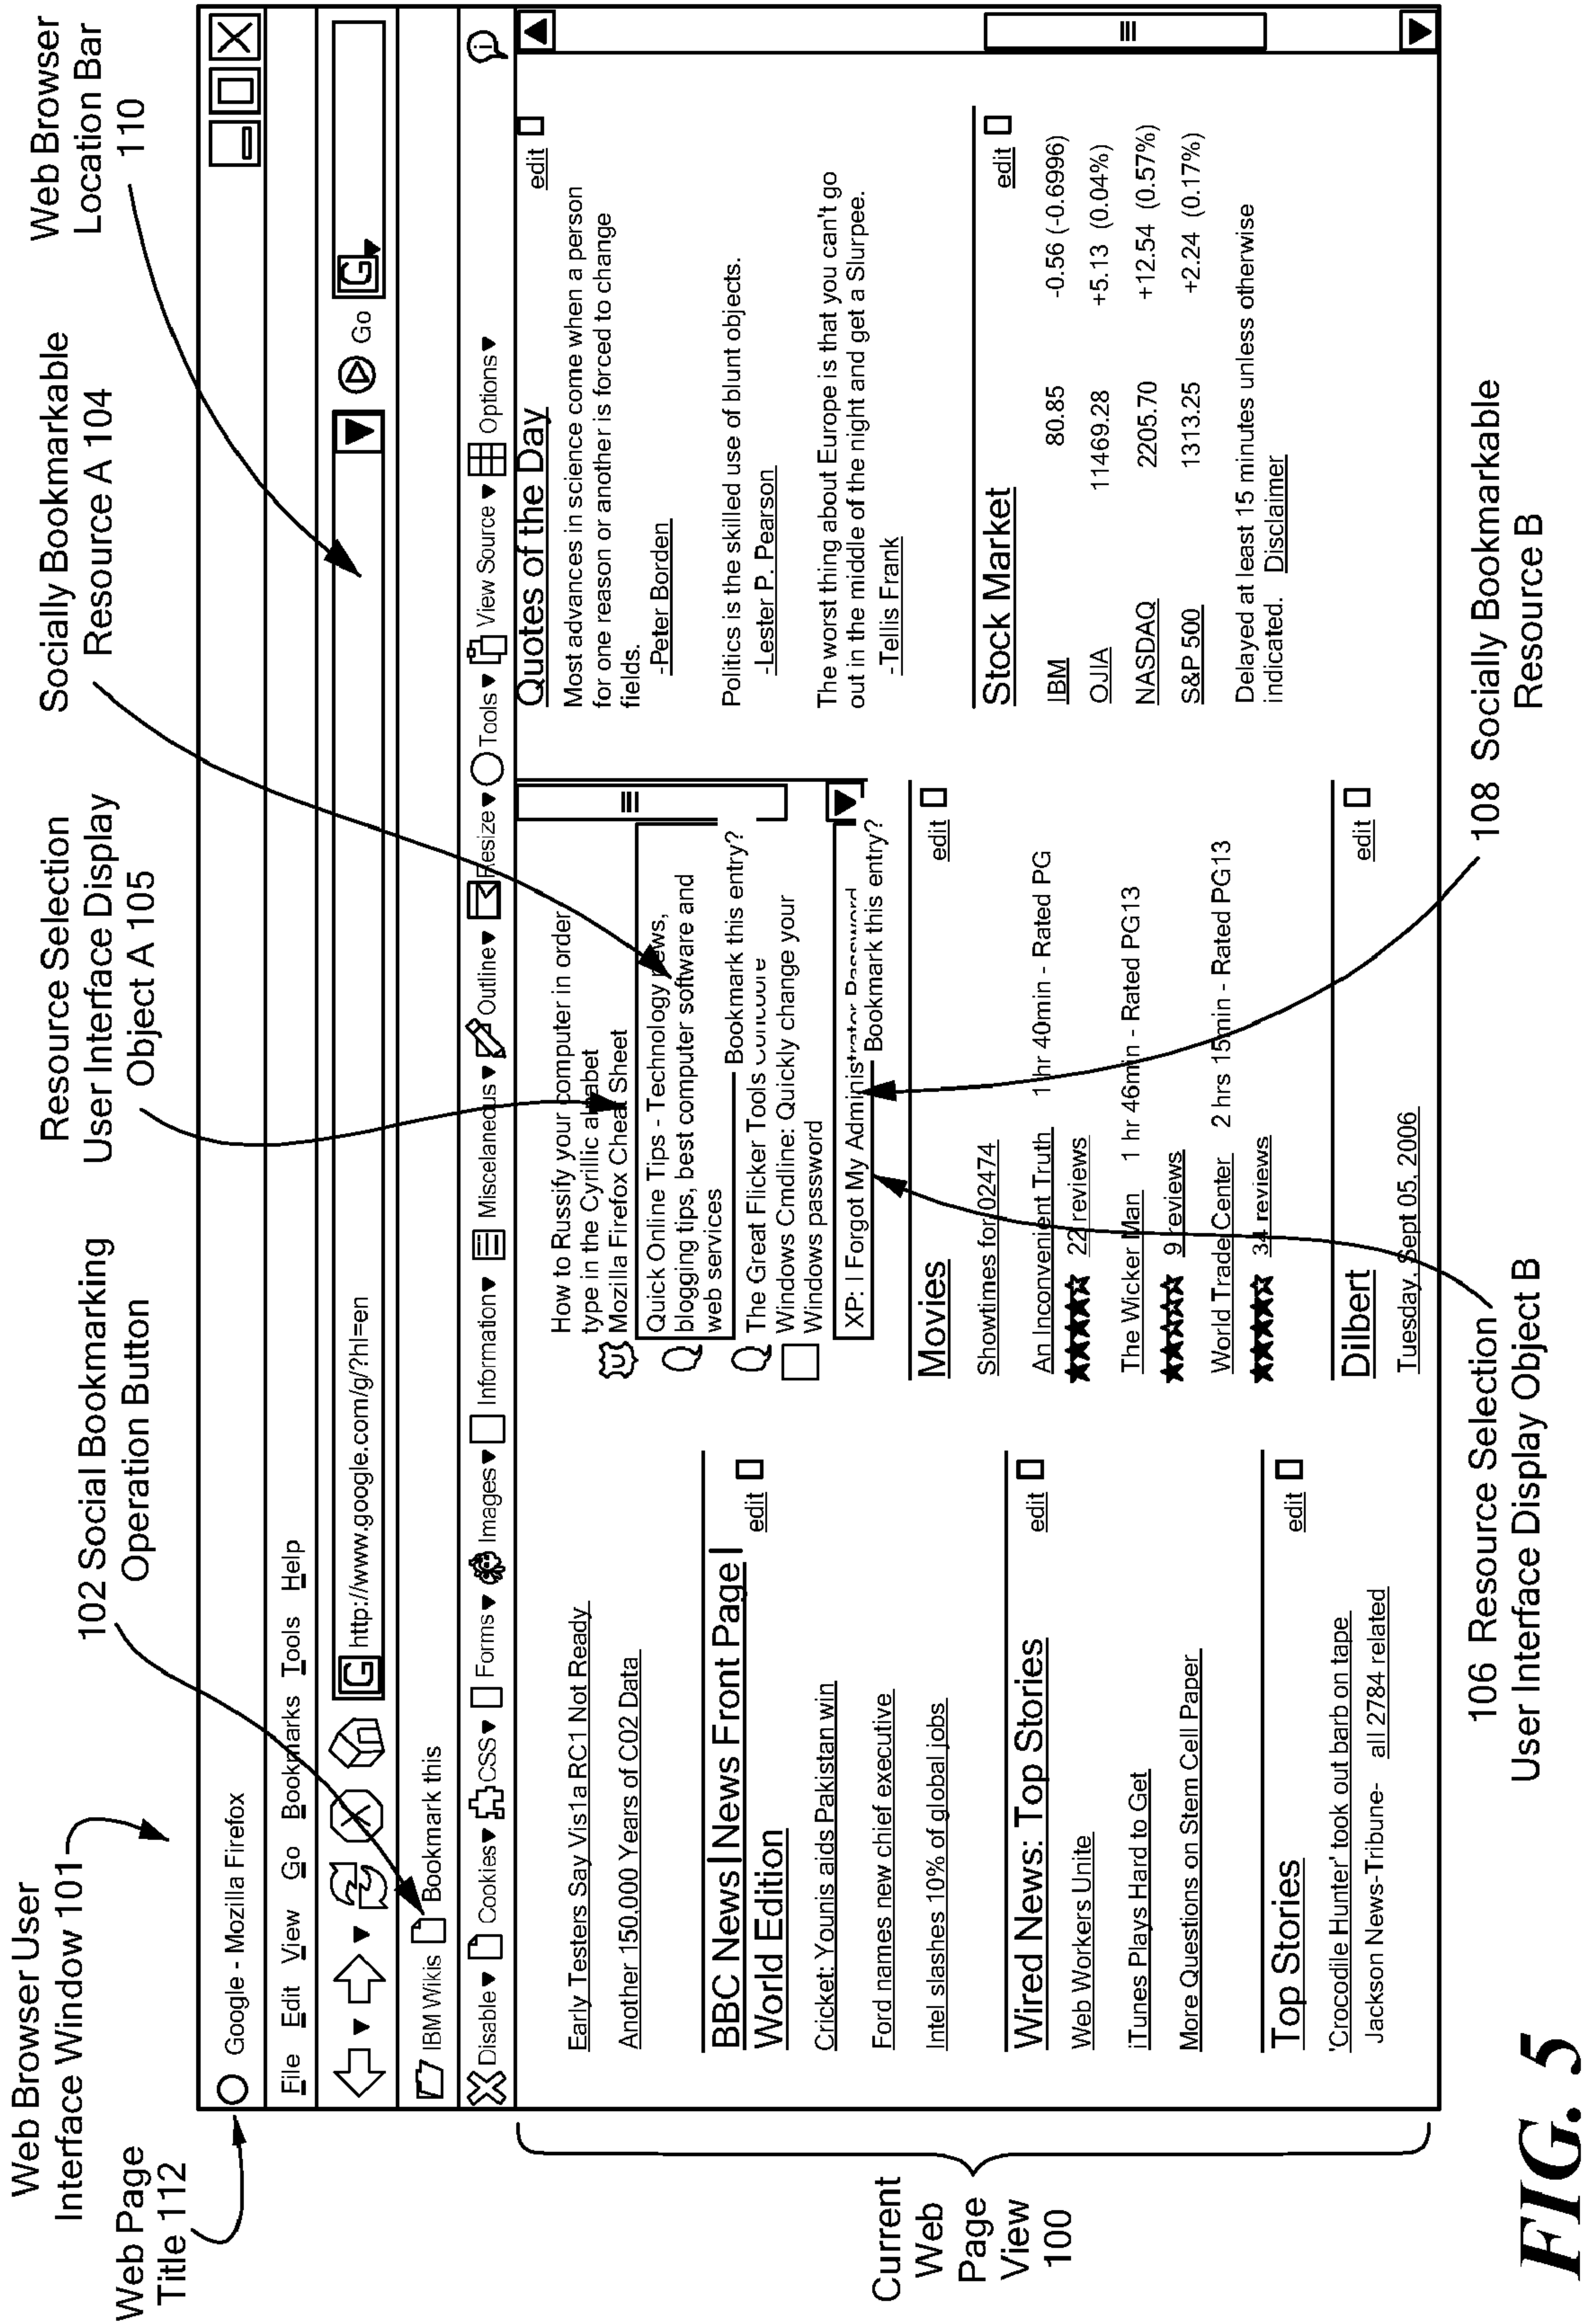 Web Browser User
Interface Window 101
Web Page
Title 112
102 Social Bookmarking
Operation Button
Resource Selection
User Interface Display
Object A 105
Socially Bookmarkable
Resource A 104
Web Browser
Location Bar
110
Google - Mozilla Firefox
File Edit View Go Bookmarks Tools Help
G http://www.google.com/g/?hl=en Go G
IBM Wikis Bookmark this
Disable Cookies CSS Forms Images Information Miscelaneous Outline Resize Tools View Source Options i
Current
Web
Page
View
100
Early Testers Say Vis1a RC1 Not Ready
Another 150,000 Years of C02 Data
BBC News | News Front Page |
World Edition
edit
Cricket: Younis aids Pakistan win
Ford names new chief executive
Intel slashes 10% of global jobs
Wired News: Top Stories
edit
Web Workers Unite
iTunes Plays Hard to Get
More Questions on Stem Cell Paper
Top Stories
edit
'Crocodile Hunter' took out barb on tape
Jackson News-Tribune- all 2784 related
How to Russify your computer in order
type in the Cyrillic alphabet
Mozilla Firefox Cheat Sheet
Quick Online Tips - Technology news,
blogging tips, best computer software and
web services
Bookmark this entry?
The Great Flicker Tools
Windows Cmdline: Quickly change your
Windows password
XP: I Forgot My Administrator Password
Bookmark this entry?
Movies
edit
Showtimes for 02474
An Inconvenient Truth 1 hr 40min - Rated PG
22 reviews
The Wicker Man 1 hr 46min - Rated PG13
9 reviews
World Trade Center 2 hrs 15min - Rated PG13
34 reviews
Dilbert
edit
Tuesday, Sept 05, 2006
Quotes of the Day
edit
Most advances in science come when a person
for one reason or another is forced to change
fields.
-Peter Borden
Politics is the skilled use of blunt objects.
-Lester P. Pearson
The worst thing about Europe is that you can't go
out in the middle of the night and get a Slurpee.
-Tellis Frank
Stock Market
edit
IBM 80.85 -0.56 (-0.6996)
OJIA 11469.28 +5.13 (0.04%)
NASDAQ 2205.70 +12.54 (0.57%)
S&P 500 1313.25 +2.24 (0.17%)
Delayed at least 15 minutes unless otherwise
indicated. Disclaimer
106 Resource Selection
User Interface Display Object B
108 Socially Bookmarkable
Resource B
FIG. 5